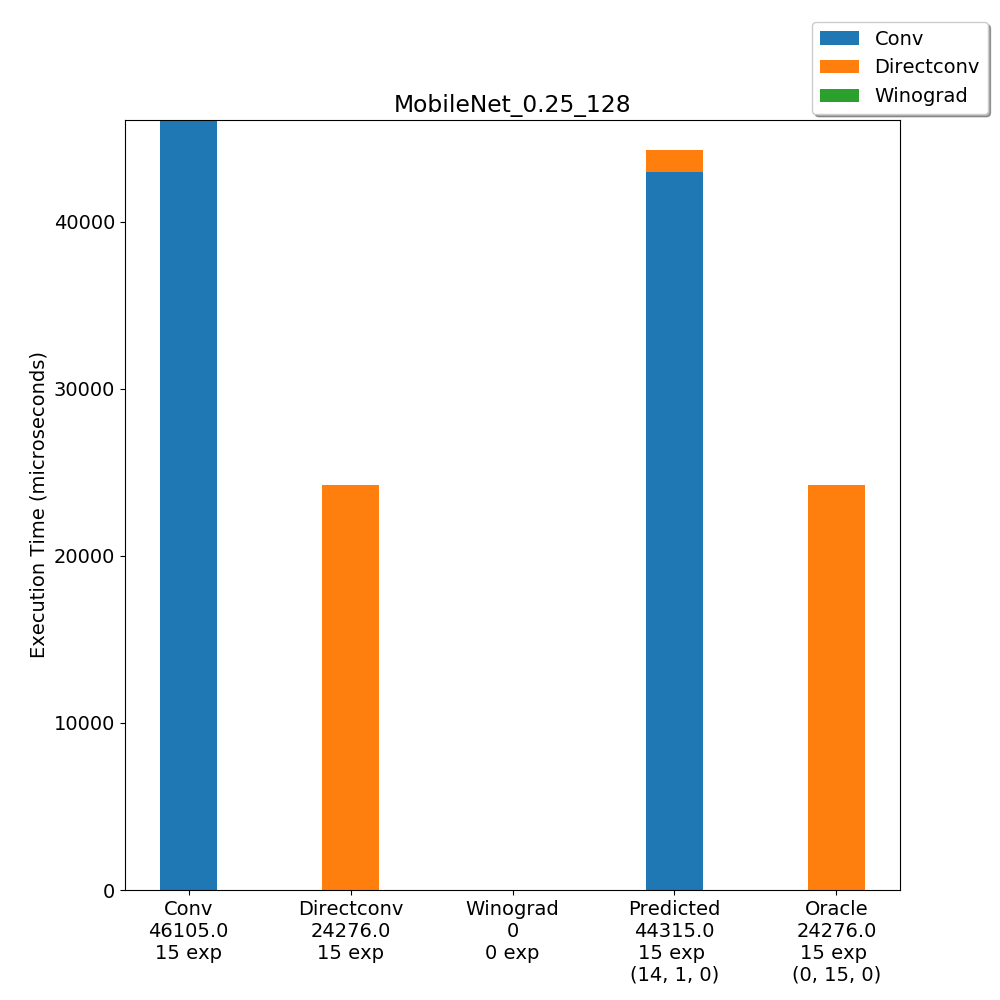 Conv
Directconv
Winograd
MobileNet_0.25_128
Execution Time (microseconds)
40000
30000
20000
10000
0
Conv Directconv Winograd Predicted Oracle
46105.0 24276.0 0 44315.0 24276.0
15 exp 15 exp 0 exp 15 exp 15 exp
(14, 1, 0) (0, 15, 0)